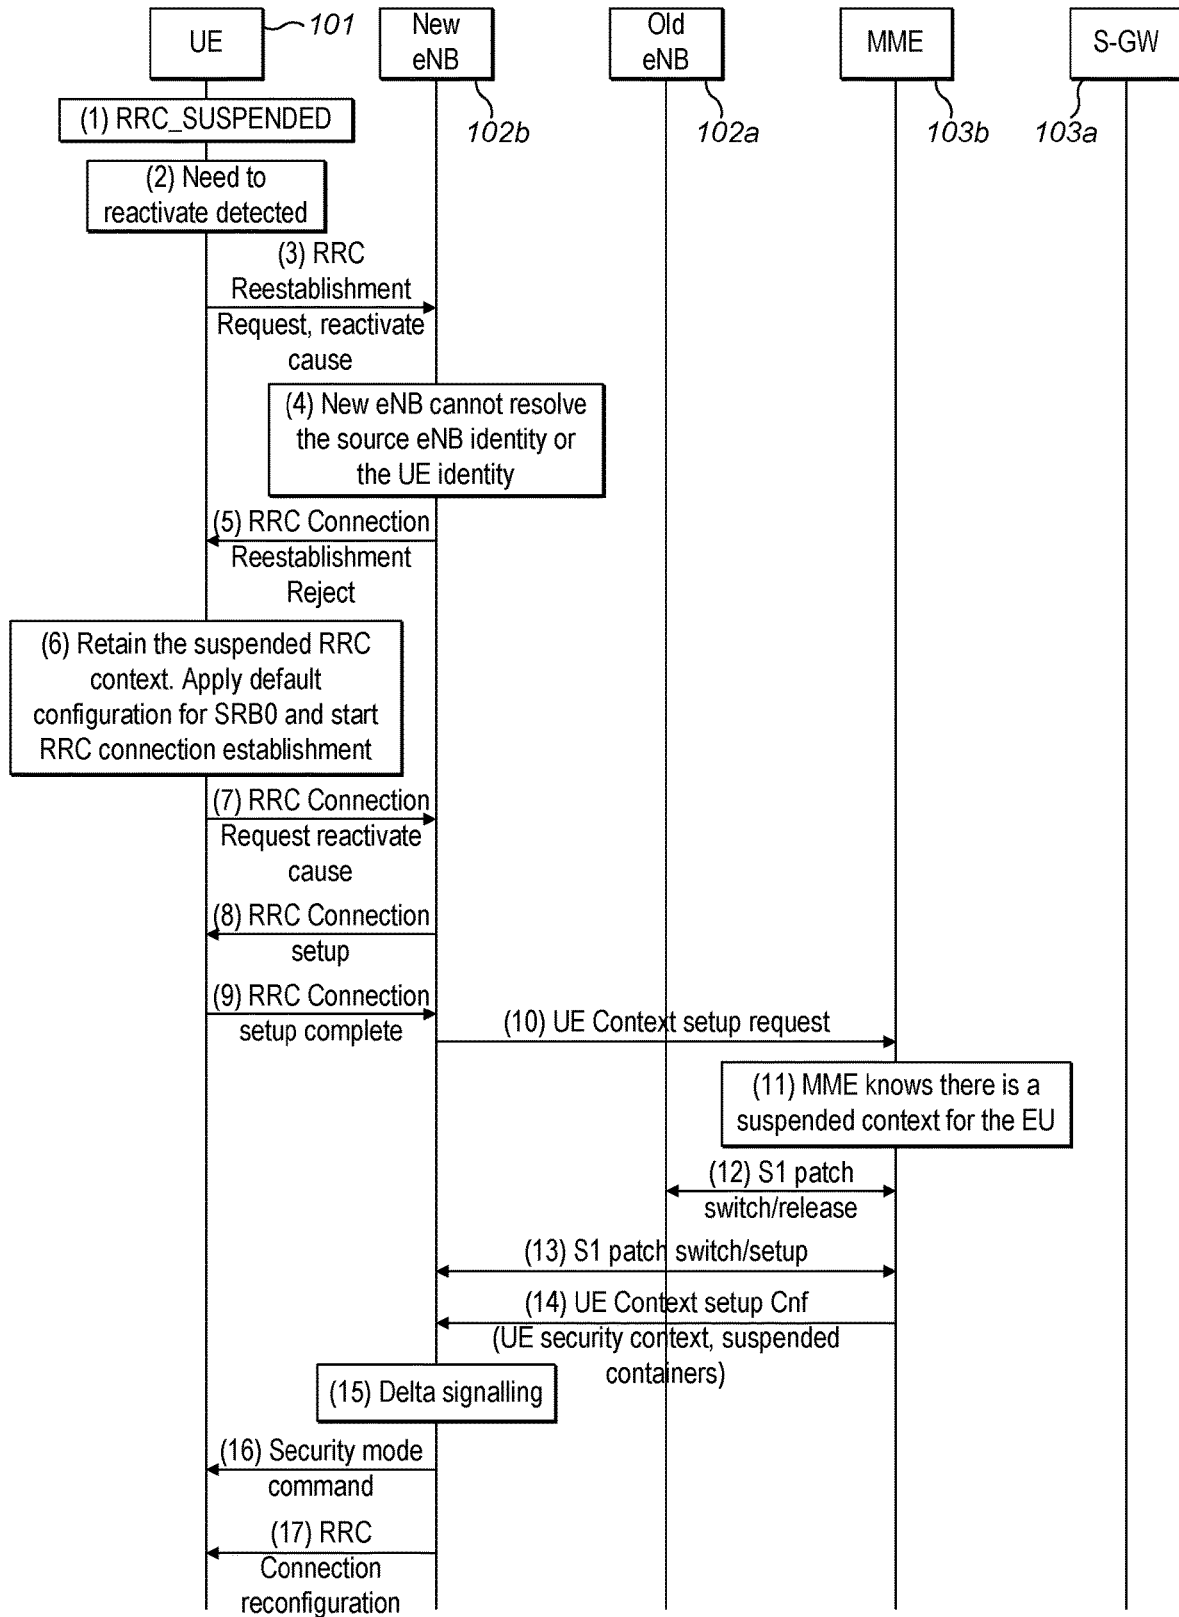 UE
101
New
eNB
Old
eNB
MME
S-GW
102b
102a
103b
103a
(1) RRC_SUSPENDED
(2) Need to
reactivate detected
(3) RRC
Reestablishment
Request, reactivate
cause
(4) New eNB cannot resolve
the source eNB identity or
the UE identity
(5) RRC Connection
Reestablishment
Reject
(6) Retain the suspended RRC
context. Apply default
configuration for SRB0 and start
RRC connection establishment
(7) RRC Connection
Request reactivate
cause
(8) RRC Connection
setup
(9) RRC Connection
setup complete
(10) UE Context setup request
(11) MME knows there is a
suspended context for the EU
(12) S1 patch
switch/release
(13) S1 patch switch/setup
(14) UE Context setup Cnf
(UE security context, suspended
containers)
(15) Delta signalling
(16) Security mode
command
(17) RRC
Connection
reconfiguration